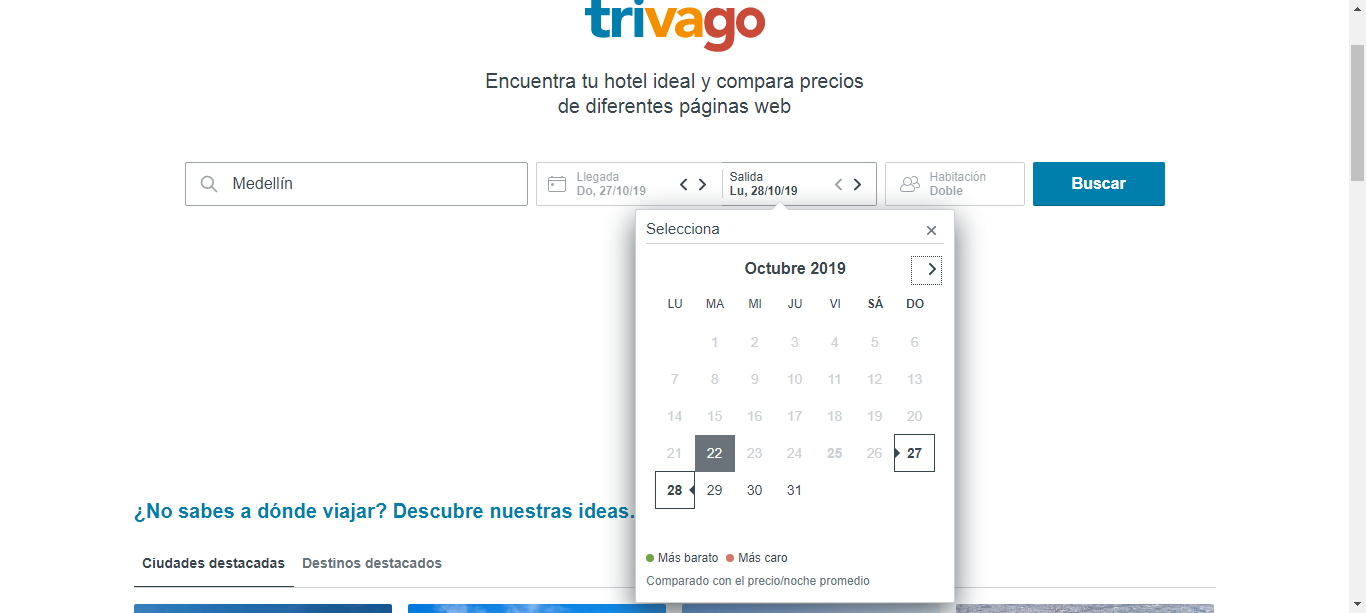 trivago
Encuentra tu hotel ideal y compara precios
de diferentes páginas web
Medellín
Llegada
Do, 27/10/19
Salida
Lu, 28/10/19
Habitación
Doble
Buscar
Selecciona
Octubre 2019
LU MA MI JU VI SÁ DO
1 2 3 4 5 6
7 8 9 10 11 12 13
14 15 16 17 18 19 20
21 22 23 24 25 26 27
28 29 30 31
Más barato Más caro
Comparado con el precio/noche promedio
¿No sabes a dónde viajar? Descubre nuestras ideas.
Ciudades destacadas Destinos destacados